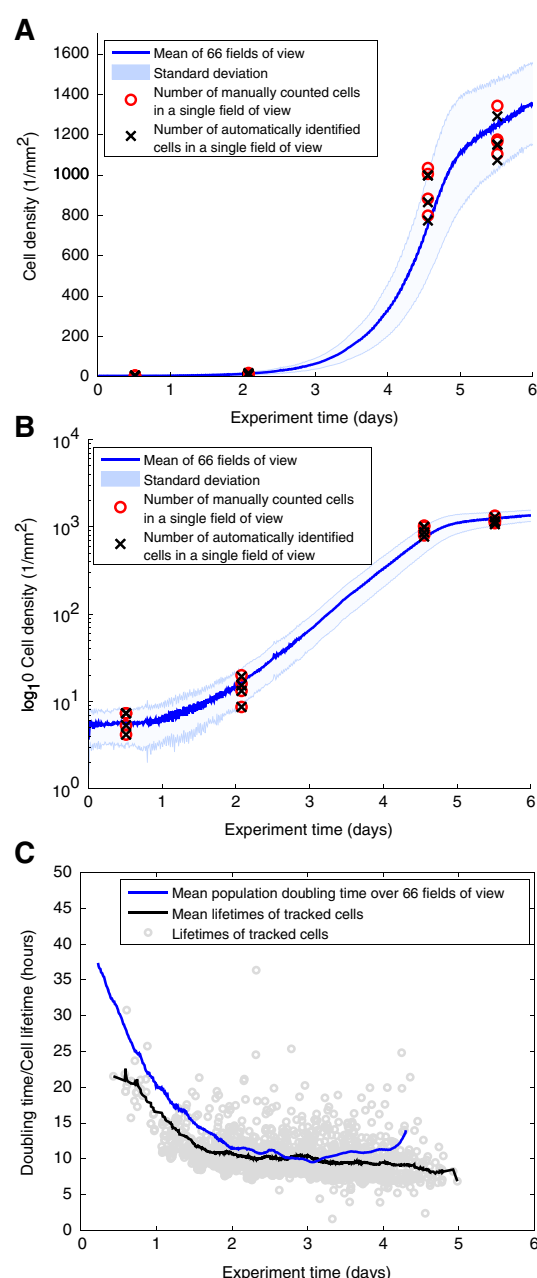 A
1600
1400
1200
1000
800
600
400
200
0
Cell density (1/mm²)
Mean of 66 fields of view
Standard deviation
Number of manually counted cells
in a single field of view
Number of automatically identified
cells in a single field of view
0 1 2 3 4 5 6
Experiment time (days)
B
10⁴
10³
10²
10¹
10⁰
log₁0 Cell density (1/mm²)
Mean of 66 fields of view
Standard deviation
Number of manually counted cells
in a single field of view
Number of automatically identified
cells in a single field of view
0 1 2 3 4 5 6
Experiment time (days)
C
50
45
40
35
30
25
20
15
10
5
0
Doubling time/Cell lifetime (hours)
Mean population doubling time over 66 fields of view
Mean lifetimes of tracked cells
Lifetimes of tracked cells
0 1 2 3 4 5 6
Experiment time (days)